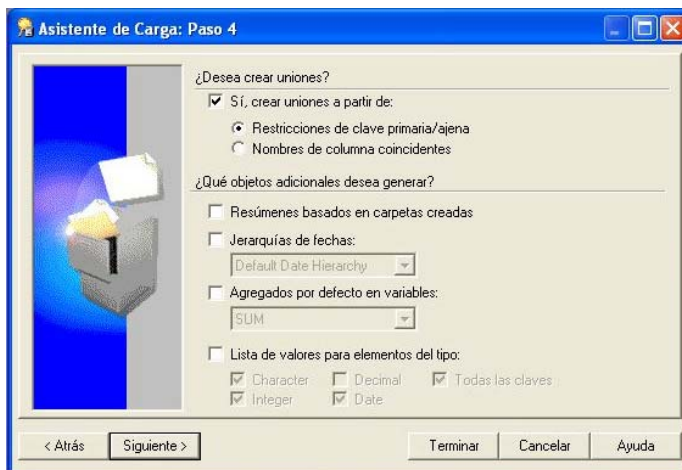 Asistente de Carga: Paso 4
¿Desea crear uniones?
Sí, crear uniones a partir de:
Restricciones de clave primaria/ajena
Nombres de columna coincidentes
¿Qué objetos adicionales desea generar?
Resúmenes basados en carpetas creadas
Jerarquías de fechas:
Default Date Hierarchy
Agregados por defecto en variables:
SUM
Lista de valores para elementos del tipo:
Character Decimal Todas las claves
Integer Date
< Atrás Siguiente > Terminar Cancelar Ayuda